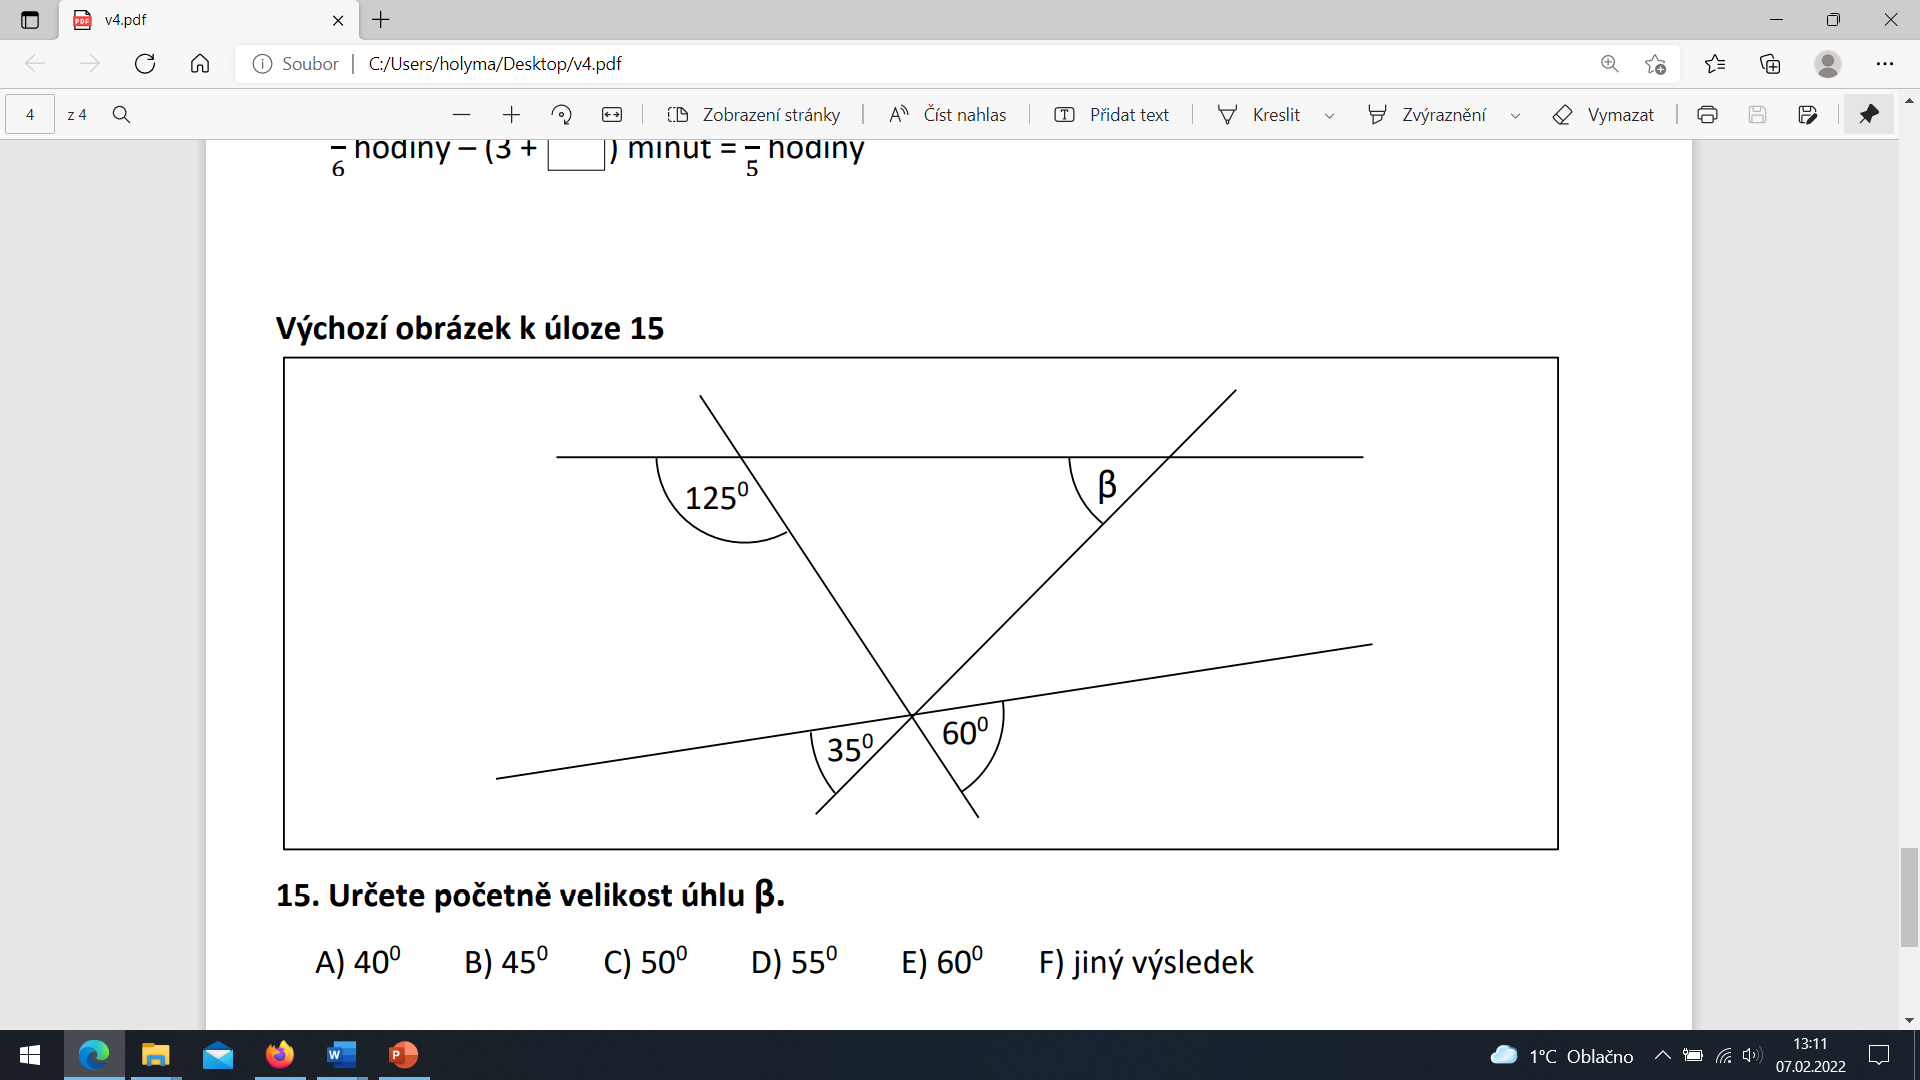 v4.pdf
Soubor | C:/Users/holyma/Desktop/v4.pdf
4 z 4 Zobrazení stránky Číst nahlas Přidat text Kreslit Zvýraznění Vymazat
6 hodiny – (3 + ) minut = 5 hodiny
Výchozí obrázek k úloze 15
125⁰ β
35⁰ 60⁰
15. Určete početně velikost úhlu β.
A) 40⁰ B) 45⁰ C) 50⁰ D) 55⁰ E) 60⁰ F) jiný výsledek
1°C Oblačno 13:11
07.02.2022